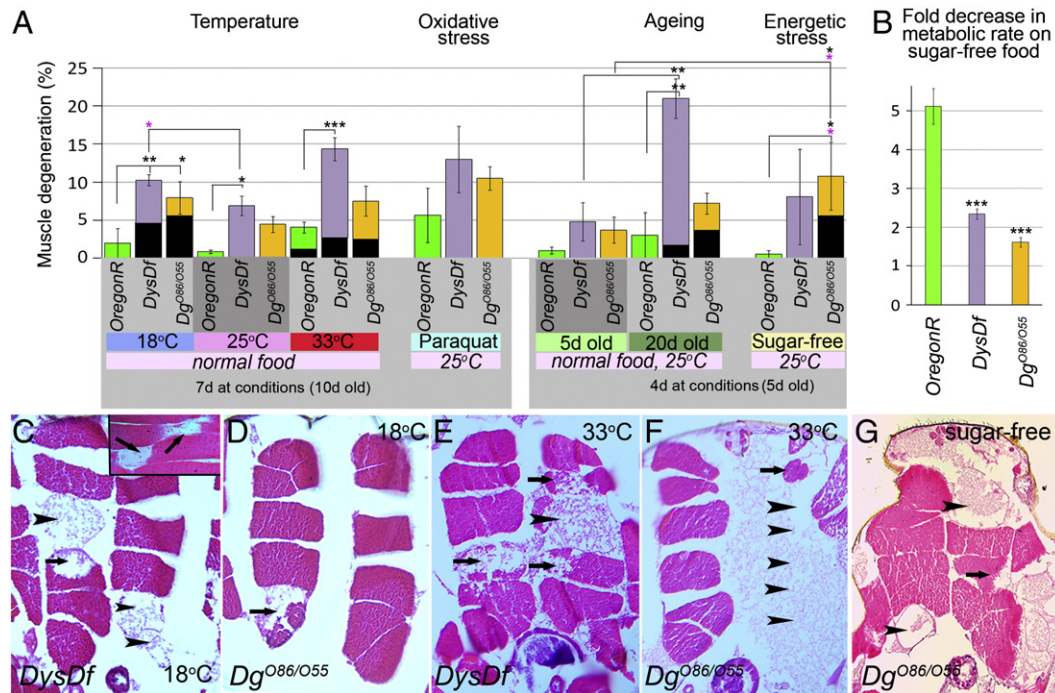 A
Temperature
Oxidative stress
Ageing
Energetic stress
Muscle degeneration (%)
25
20
15
10
5
0
*
**
*
*
***
**
**
*
*
*
*
OregonR
DysDf
Dg^O86/O55
OregonR
DysDf
Dg^O86/O55
OregonR
DysDf
Dg^O86/O55
OregonR
DysDf
Dg^O86/O55
OregonR
DysDf
Dg^O86/O55
OregonR
DysDf
Dg^O86/O55
OregonR
DysDf
Dg^O86/O55
18°C
25°C
33°C
Paraquat
5d old
20d old
Sugar-free
normal food
25°C
normal food, 25°C
25°C
7d at conditions (10d old)
4d at conditions (5d old)
B
Fold decrease in
metabolic rate on
sugar-free food
5
4
3
2
1
0
***
***
OregonR
DysDf
Dg^O86/O55
C
DysDf
18°C
D
18°C
Dg^O86/O55
E
33°C
DysDf
F
33°C
Dg^O86/O55
G
sugar-free
Dg^O86/O55